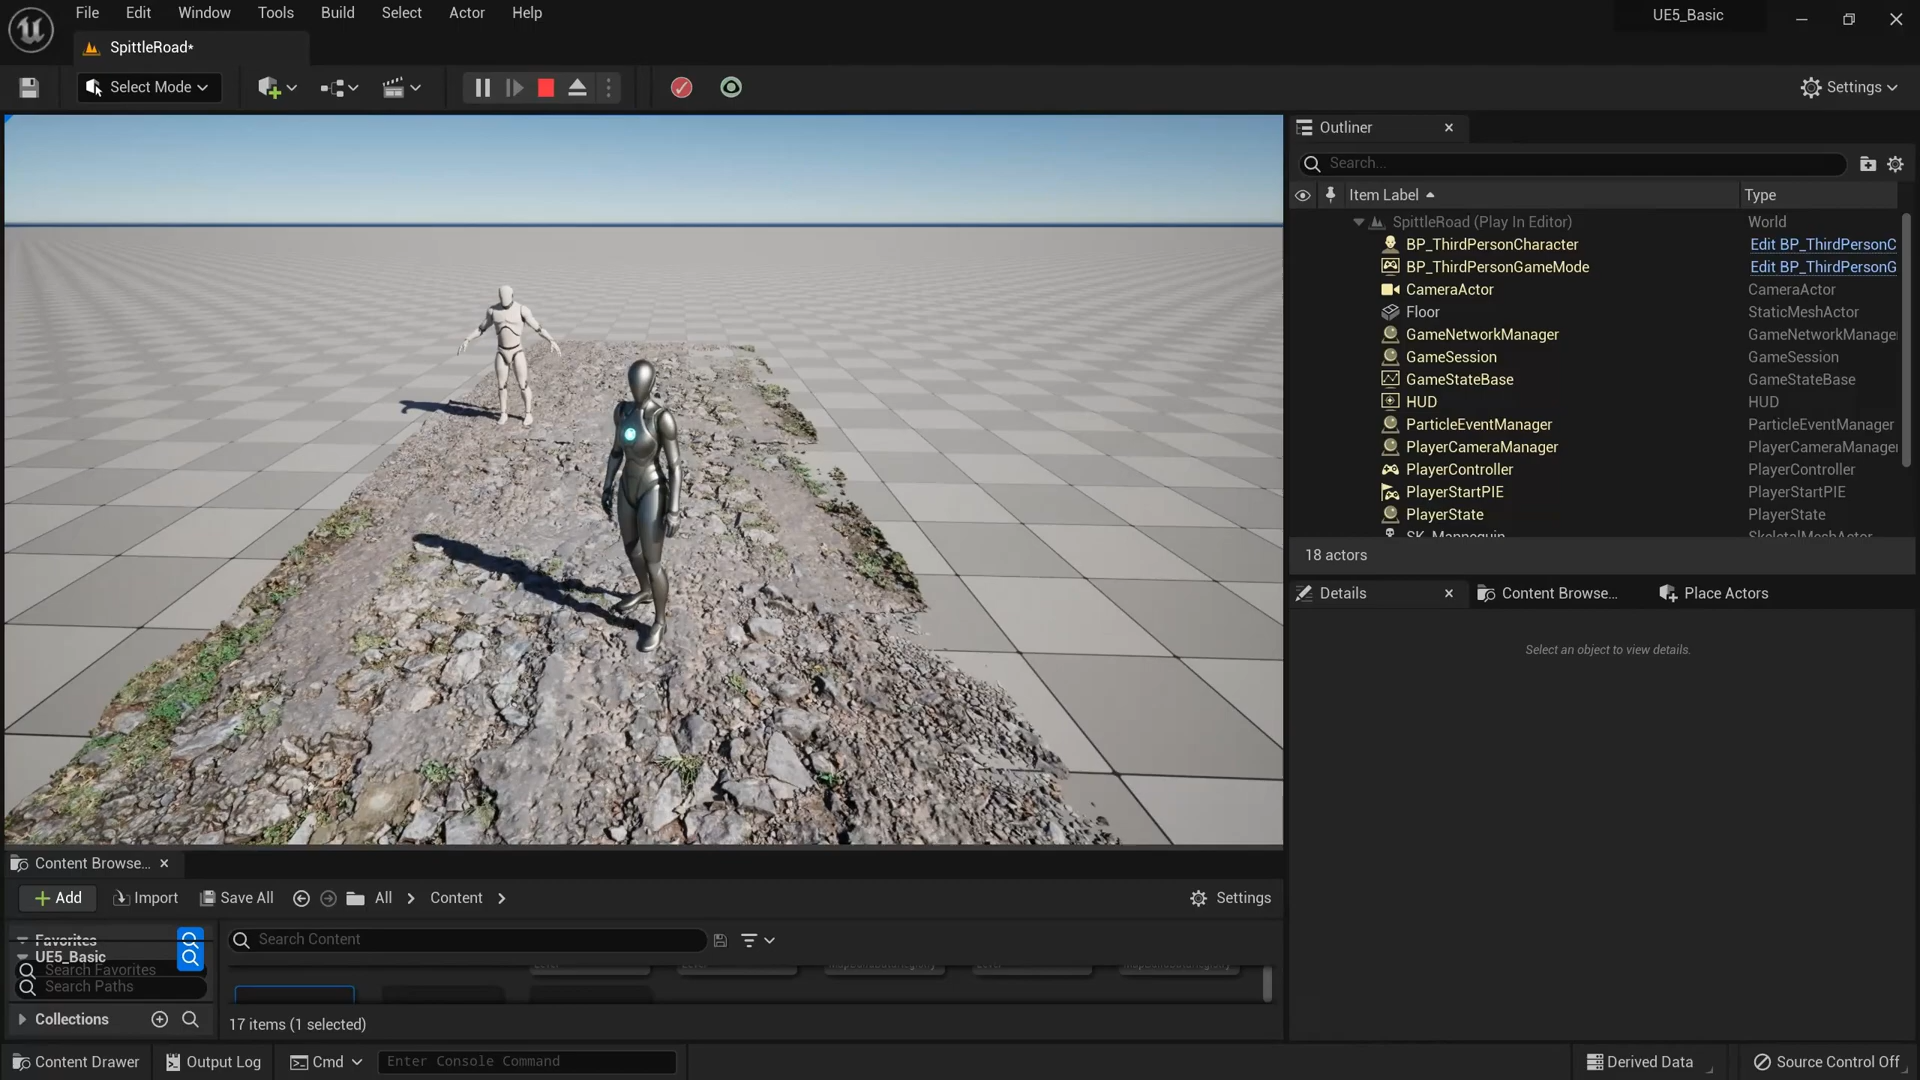 File Edit Window Tools Build Select Actor Help
UE5_Basic
SpittleRoad*
Select Mode
Settings
Outliner
Search...
Item Label Type
SpittleRoad (Play In Editor) World
BP_ThirdPersonCharacter Edit BP_ThirdPersonC
BP_ThirdPersonGameMode Edit BP_ThirdPersonG
CameraActor CameraActor
Floor StaticMeshActor
GameNetworkManager GameNetworkManage
GameSession GameSession
GameStateBase GameStateBase
HUD HUD
ParticleEventManager ParticleEventManager
PlayerCameraManager PlayerCameraManage
PlayerController PlayerController
PlayerStartPIE PlayerStartPIE
PlayerState PlayerState
SK_Mannequin SkeletalMeshActor
18 actors
Details Content Browse... Place Actors
Select an object to view details.
Content Browse...
Add Import Save All All Content Settings
Favorites
Search Content
UE5_Basic
Search Favorites
Search Paths
Collections
17 items (1 selected)
Content Drawer Output Log Cmd Enter Console Command Derived Data Source Control Off